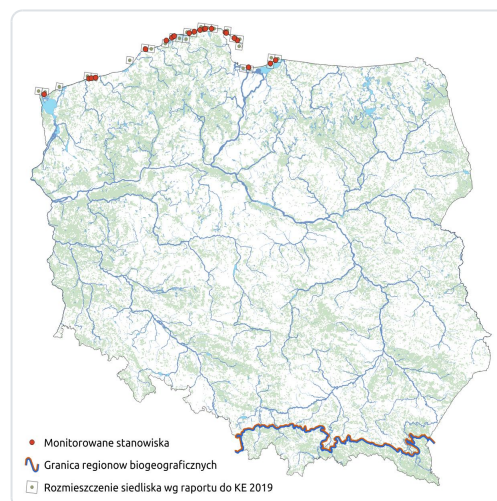 Monitorowane stanowiska
Granica regionow biogeograficznych
Rozmieszczenie siedliska wg raportu do KE 2019